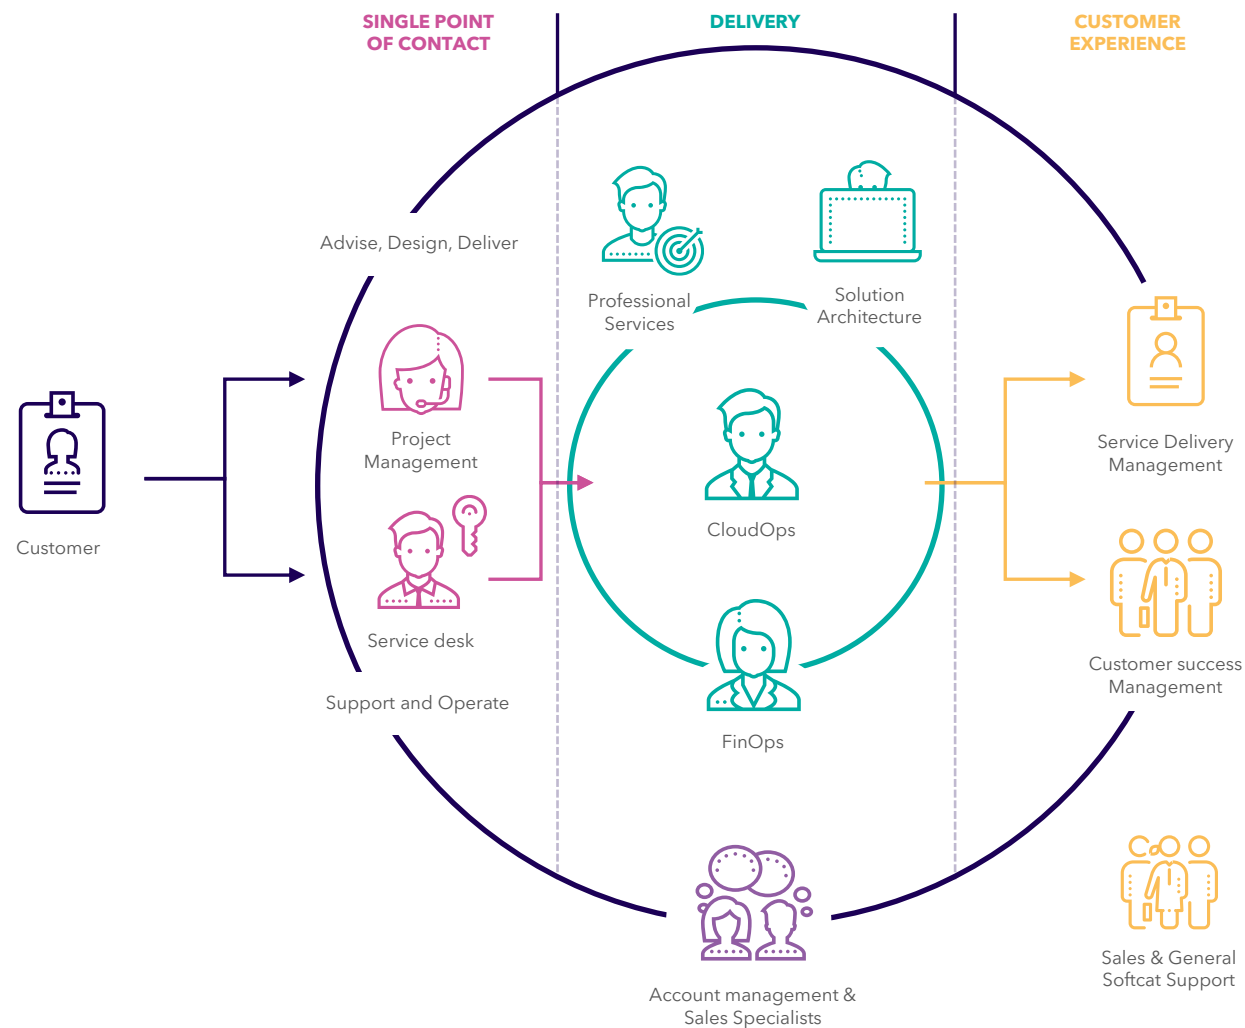 SINGLE POINT
OF CONTACT
DELIVERY
CUSTOMER
EXPERIENCE
Advise, Design, Deliver
Professional
Services
Solution
Architecture
Project
Management
Service Delivery
Management
Customer
CloudOps
Service desk
Customer success
Management
Support and Operate
FinOps
Sales & General
Softcat Support
Account management &
Sales Specialists